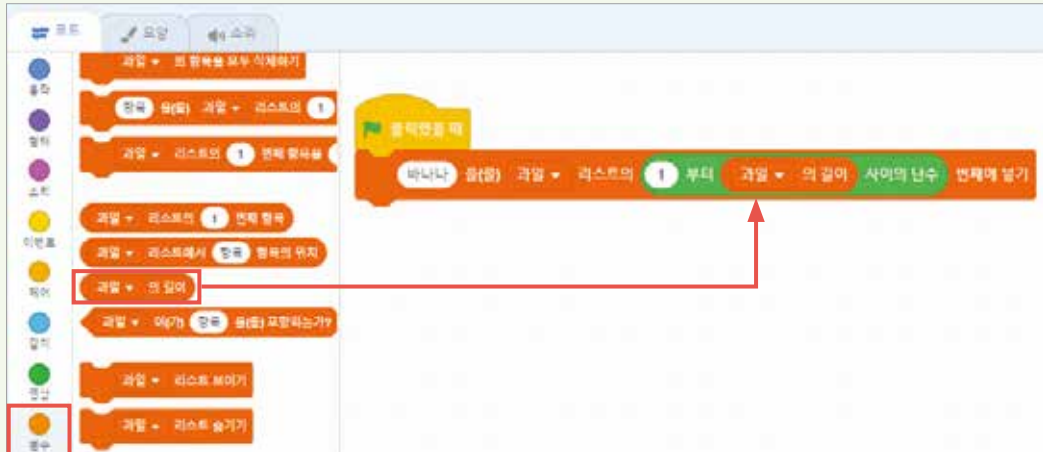 코드
모양
소리
동작
형태
소리
이벤트
제어
감지
연산
변수
과일 의 항목을 모두 삭제하기
항목 을(를) 과일 리스트의 1
과일 리스트의 1 번째 항목을
과일 리스트의 1 번째 항목
과일 리스트에서 항목 항목의 위치
과일 의 길이
과일 이(가) 항목 을(를) 포함하는가?
과일 리스트 보이기
과일 리스트 숨기기
클릭했을 때
바나나 을(를) 과일 리스트의 1 부터 과일 의 길이 사이의 난수 번째에 넣기